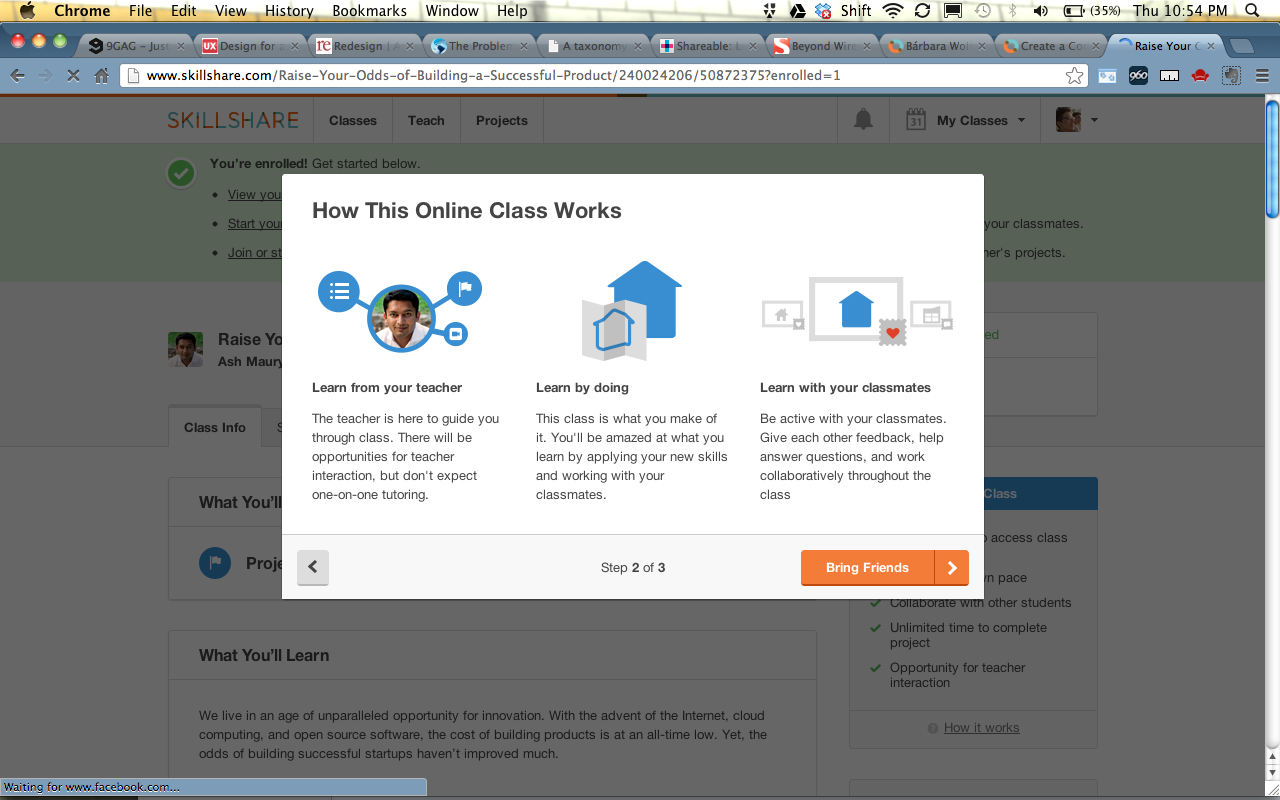 Chrome File Edit View History Bookmarks Window Help Shift (35%) Thu 10:54 PM
9GAG – Just
Design for
Redesign | A
The Problem
A taxonomy
Shareable:
Beyond Wire
Bárbara Wol
Create a Co
Raise Your
www.skillshare.com/Raise-Your-Odds-of-Building-a-Successful-Product/240024206/50872375?enrolled=1
960
SKILLSHARE Classes Teach Projects 31 My Classes
You're enrolled! Get started below.
View you
Start your
your classmates.
Join or st
her's projects.
How This Online Class Works
Raise Yo
Ash Maury
ed
Learn from your teacher
The teacher is here to guide you
through class. There will be
opportunities for teacher
interaction, but don't expect
one-on-one tutoring.
Learn by doing
This class is what you make of
it. You'll be amazed at what you
learn by applying your new skills
and working with your
classmates.
Learn with your classmates
Be active with your classmates.
Give each other feedback, help
answer questions, and work
collaboratively throughout the
class
Step 2 of 3
Bring Friends
Class Info S
What You'll
Proje
Class
access class
n pace
Collaborate with other students
Unlimited time to complete
project
Opportunity for teacher
interaction
How it works
What You'll Learn
We live in an age of unparalleled opportunity for innovation. With the advent of the Internet, cloud
computing, and open source software, the cost of building products is at an all-time low. Yet, the
odds of building successful startups haven't improved much.
Waiting for www.facebook.com...